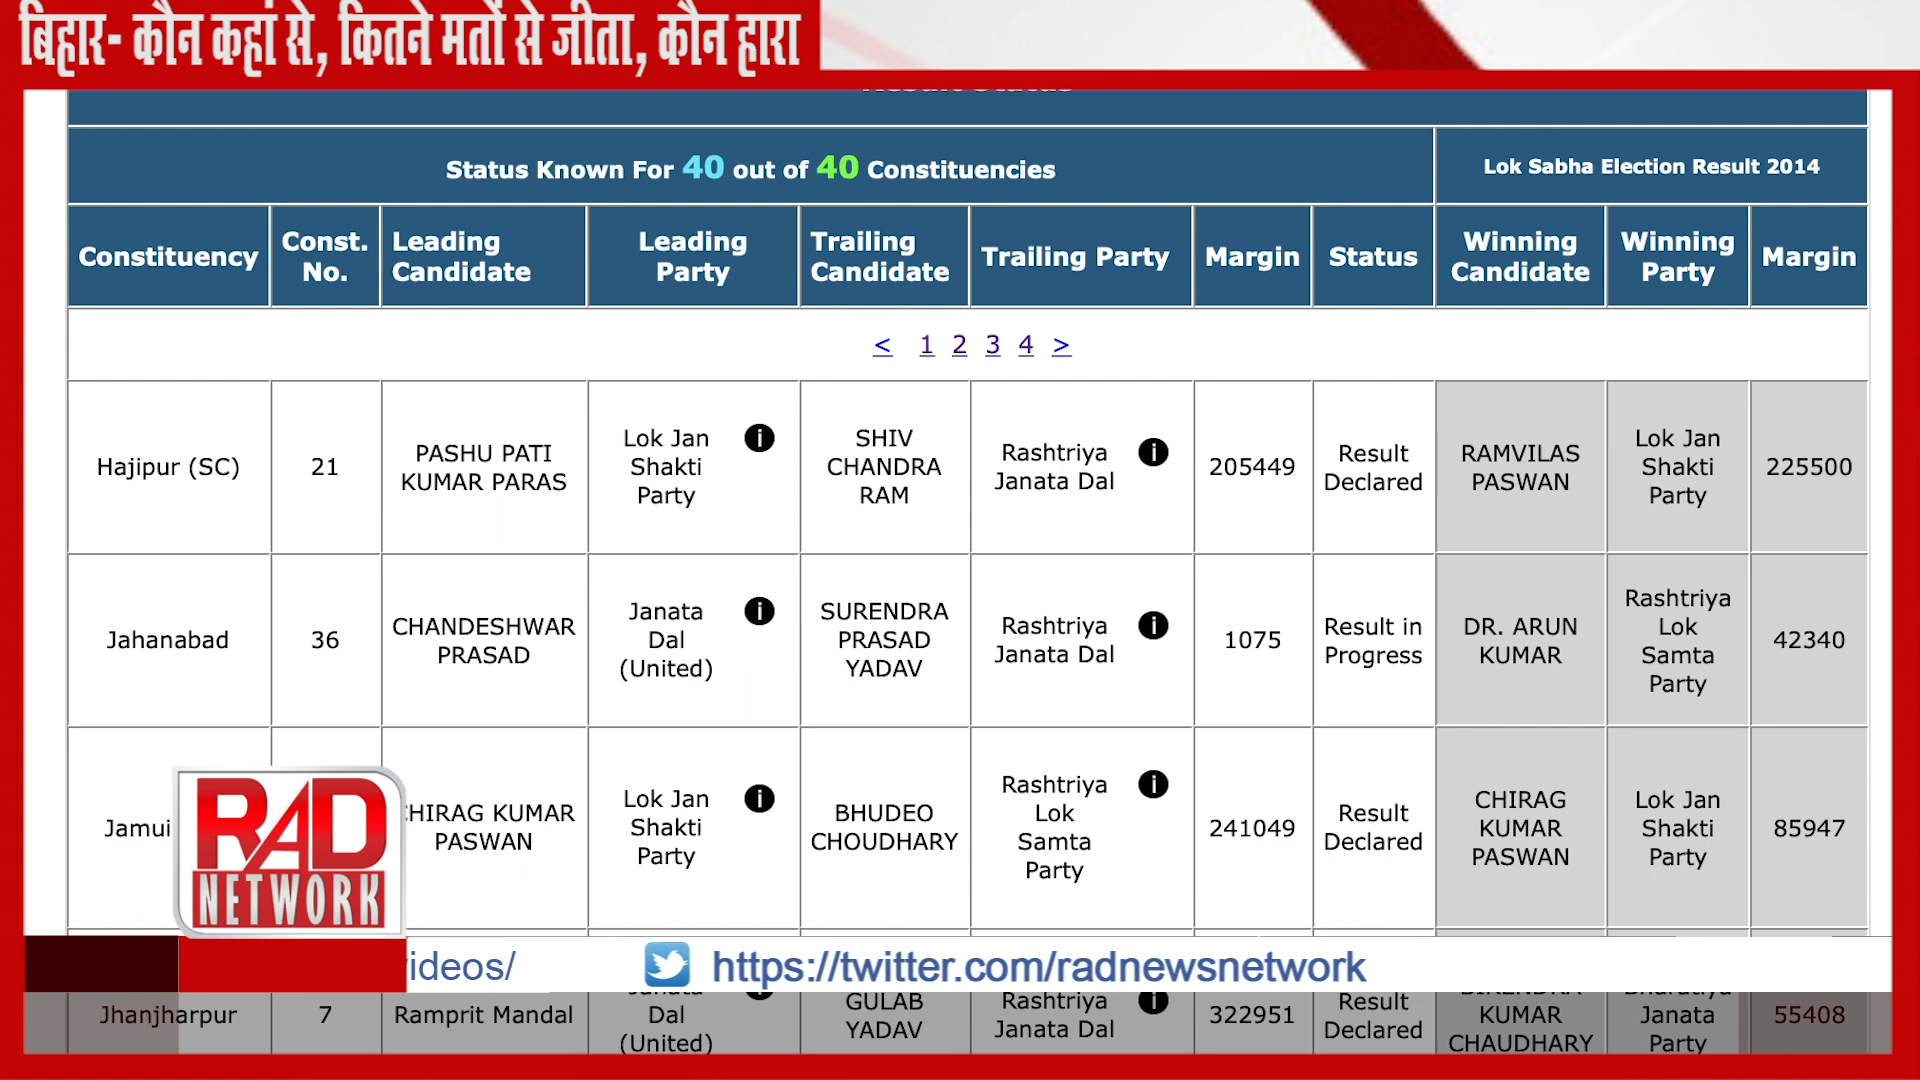 बिहार- कौन कहां से, कितने मतों से जीता, कौन हारा
Result Status
Status Known For 40 out of 40 Constituencies
Lok Sabha Election Result 2014
Constituency
Const. No.
Leading Candidate
Leading Party
Trailing Candidate
Trailing Party
Margin
Status
Winning Candidate
Winning Party
Margin
< 1 2 3 4 >
Hajipur (SC)
21
PASHU PATI
KUMAR PARAS
Lok Jan
Shakti
Party
i
SHIV
CHANDRA
RAM
Rashtriya
Janata Dal
i
205449
Result
Declared
RAMVILAS
PASWAN
Lok Jan
Shakti
Party
225500
Jahanabad
36
CHANDESHWAR
PRASAD
Janata
Dal
(United)
i
SURENDRA
PRASAD
YADAV
Rashtriya
Janata Dal
i
1075
Result in
Progress
DR. ARUN
KUMAR
Rashtriya
Lok
Samta
Party
42340
Jamui
CHIRAG KUMAR
PASWAN
Lok Jan
Shakti
Party
i
BHUDEO
CHOUDHARY
Rashtriya
Lok
Samta
Party
i
241049
Result
Declared
CHIRAG
KUMAR
PASWAN
Lok Jan
Shakti
Party
85947
RAD
NETWORK
videos/
https://twitter.com/radnewsnetwork
Jhanjharpur
7
Ramprit Mandal
Janata
Dal
(United)
GULAB
YADAV
Rashtriya
Janata Dal
i
322951
Result
Declared
BIRENDRA
KUMAR
CHAUDHARY
Bharatiya
Janata
Party
55408